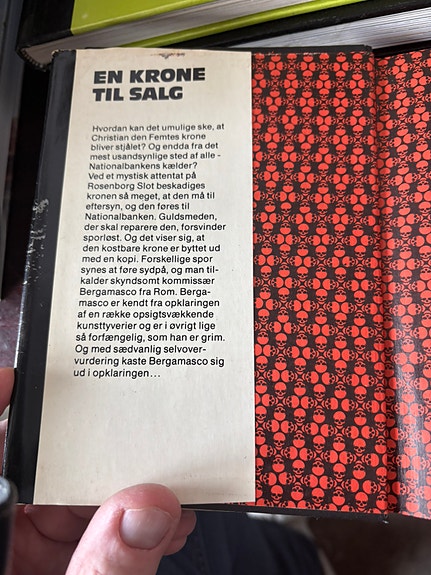 EN KRONE
TIL SALG
Hvordan kan det umulige ske, at
Christian den Femtes krone
bliver stjålet? Og endda fra det
mest usandsynlige sted af alle -
Nationalbankens kælder?
Ved et mystisk attentat på
Rosenborg Slot beskadiges
kronen så meget, at den må til
eftersyn, og den føres til
Nationalbanken. Guldsmeden,
der skal reparere den, forsvinder
sporløst. Og det viser sig, at
den kostbare krone er byttet ud
med en kopi. Forskellige spor
synes at føre sydpå, og man til-
kalder skyndsomt kommissær
Bergamasco fra Rom. Berga-
masco er kendt fra opklaringen
af en række opsigtsvækkende
kunsttyverier og er i øvrigt lige
så forfængelig, som han er grim.
Og med sædvanlig selvover-
vurdering kaste Bergamasco sig
ud i opklaringen...